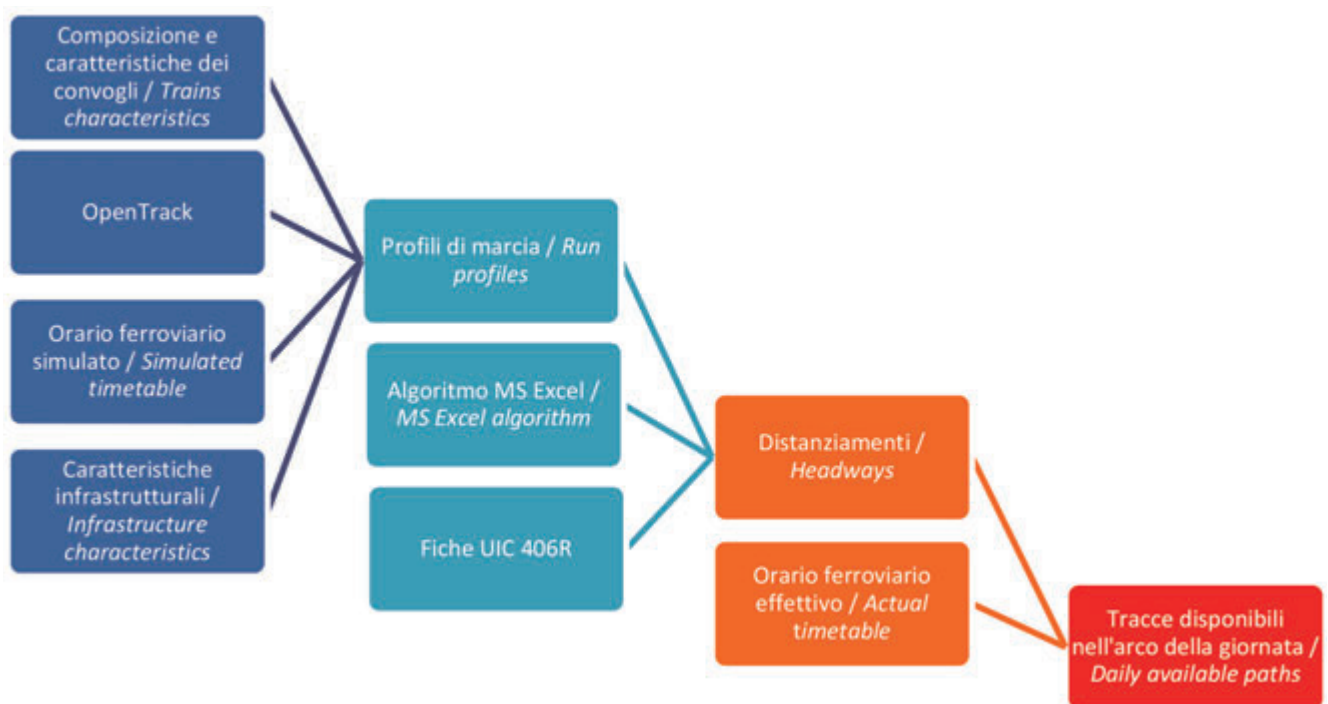 Composizione e
caratteristiche dei
convogli / Trains
characteristics
OpenTrack
Orario ferroviario
simulato / Simulated
timetable
Caratteristiche
infrastrutturali /
Infrastructure
characteristics
Profili di marcia / Run
profiles
Algoritmo MS Excel /
MS Excel algorithm
Fiche UIC 406R
Distanziamenti /
Headways
Orario ferroviario
effettivo / Actual
timetable
Tracce disponibili
nell'arco della giornata /
Daily available paths